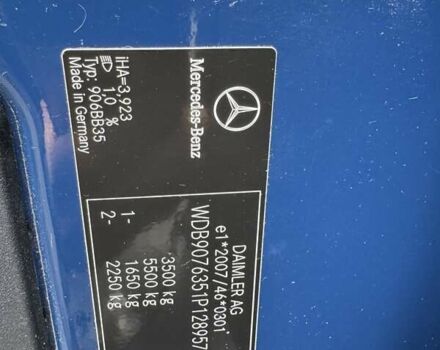 DAIMLER AG
e1*2007/46*0301*
WDB9076351P128957
3500 kg
5500 kg
1- 1650 kg
2- 2250 kg
Mercedes-Benz
iHA=3,923
1,0 %
Typ: 906BB35
Made in Germany